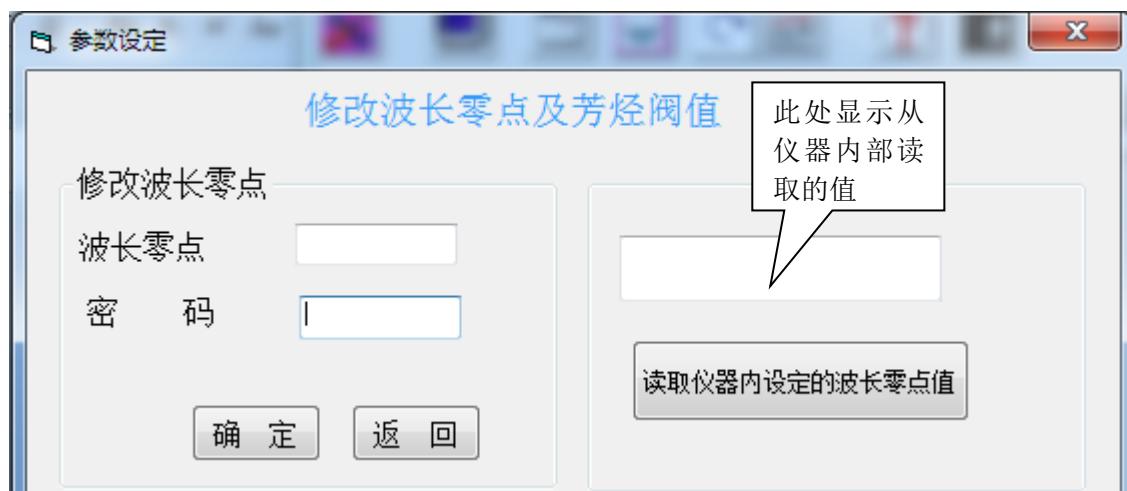 参数设定
修改波长零点及芳烃阀值
此处显示从
仪器内部读
取的值
修改波长零点
波长零点
密 码
读取仪器内设定的波长零点值
确 定
返 回